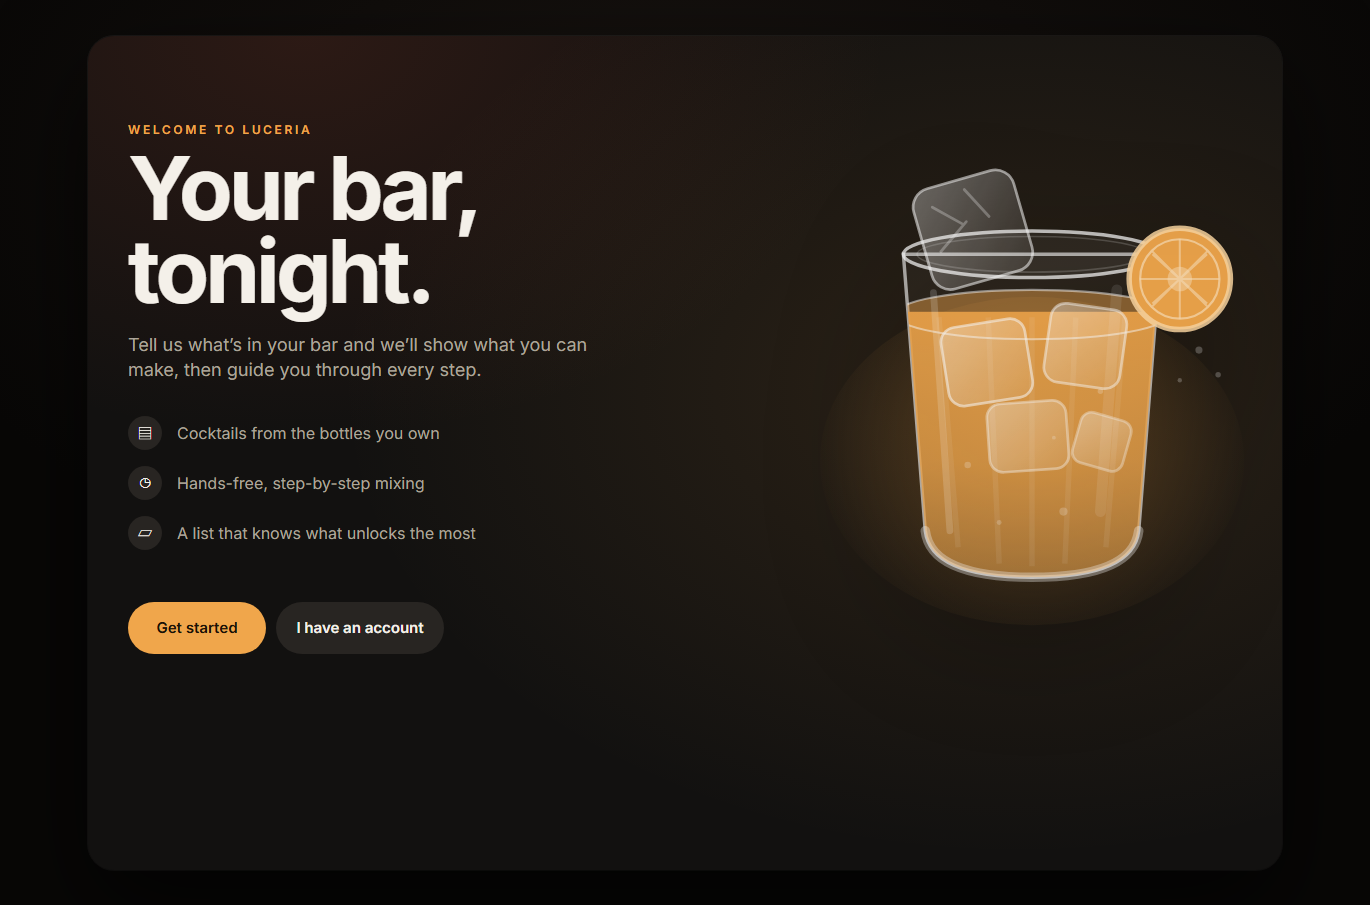 WELCOME TO LUCERIA
Your bar,
tonight.
Tell us what’s in your bar and we’ll show what you can
make, then guide you through every step.
Cocktails from the bottles you own
Hands-free, step-by-step mixing
A list that knows what unlocks the most
Get started
I have an account